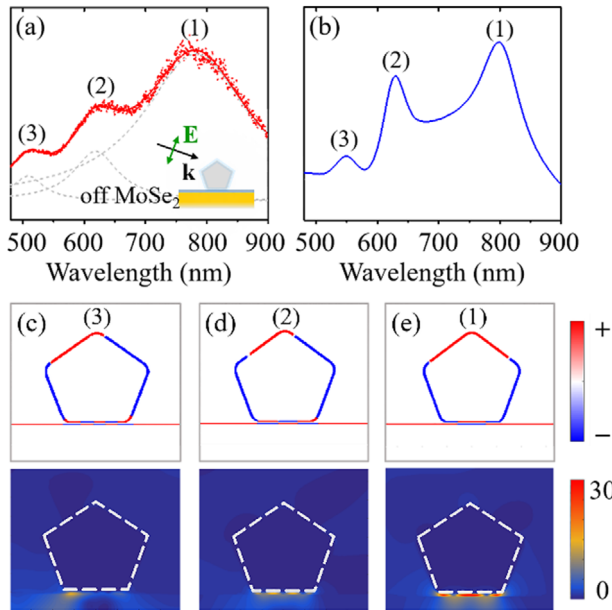 (a) (1)
(2)
(3)
E
k
off MoSe₂
500 600 700 800 900
Wavelength (nm)
(b) (1)
(2)
(3)
500 600 700 800 900
Wavelength (nm)
(c) (3)
(d) (2)
(e) (1)
+
−
30
0